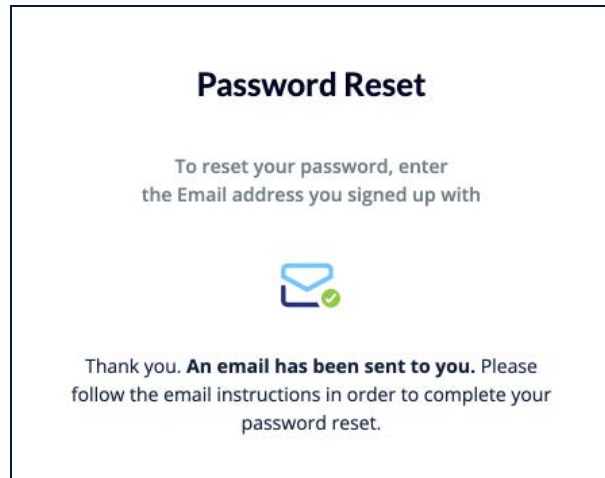 Password Reset
To reset your password, enter
the Email address you signed up with
Thank you. An email has been sent to you. Please
follow the email instructions in order to complete your
password reset.